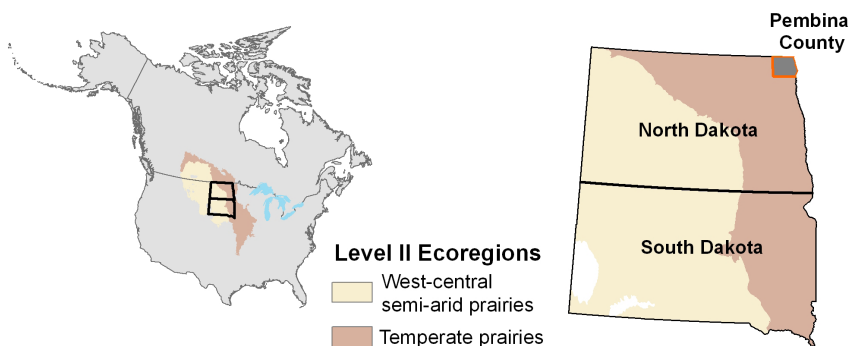 Pembina
County
North Dakota
South Dakota
Level II Ecoregions
West-central
semi-arid prairies
Temperate prairies